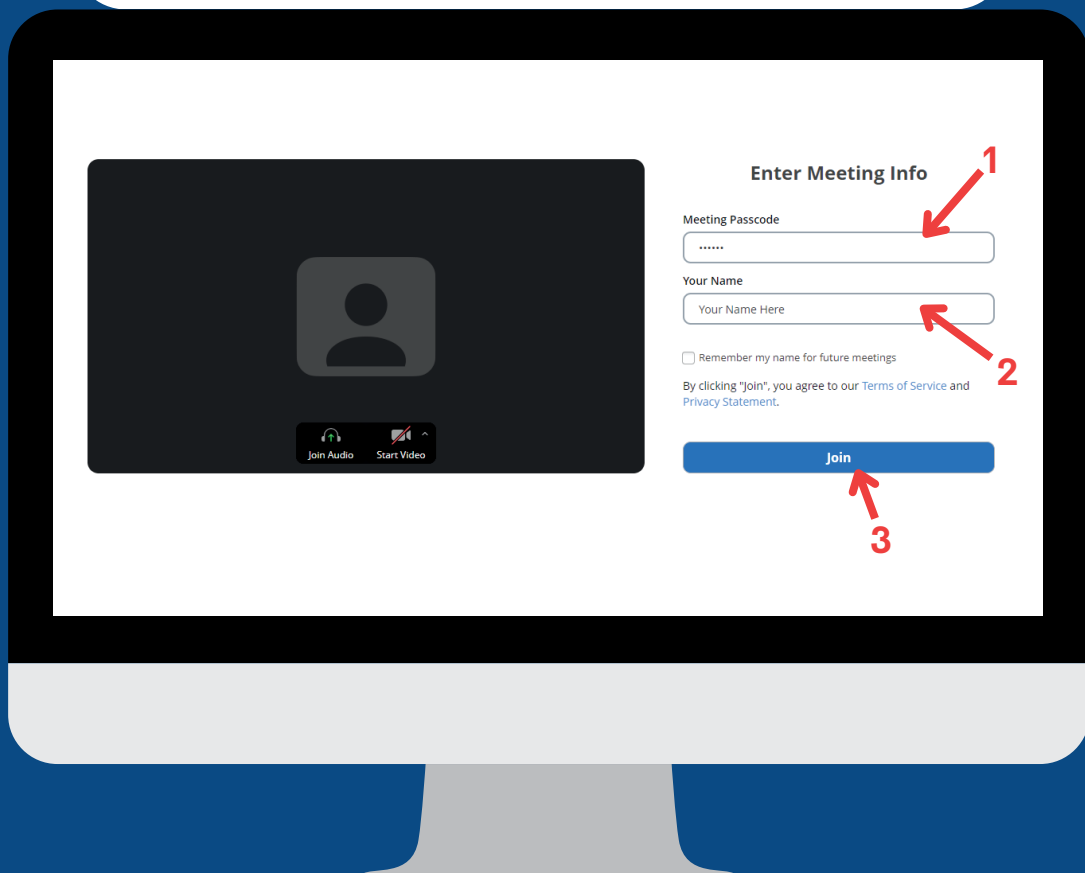 Enter Meeting Info
1
Meeting Passcode
••••••
Your Name
Your Name Here
2
Remember my name for future meetings
By clicking "Join", you agree to our Terms of Service and
Privacy Statement.
Join Audio
Start Video
Join
3